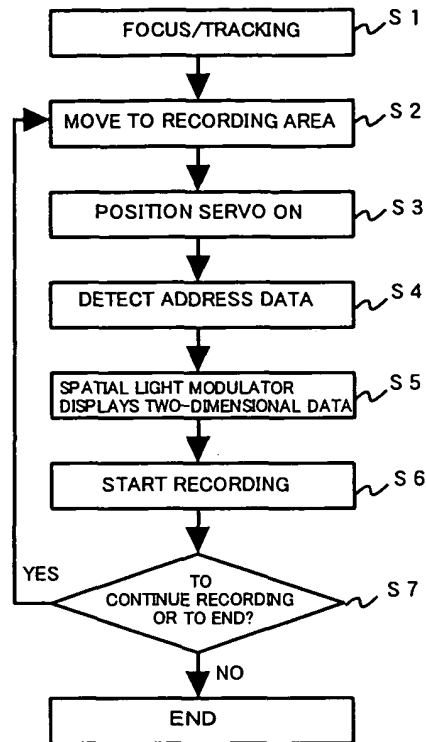 FOCUS/TRACKING
S 1
MOVE TO RECORDING AREA
S 2
POSITION SERVO ON
S 3
DETECT ADDRESS DATA
S 4
SPATIAL LIGHT MODULATOR
DISPLAYS TWO-DIMENSIONAL DATA
S 5
START RECORDING
S 6
YES
TO
CONTINUE RECORDING
OR TO END?
S 7
NO
END